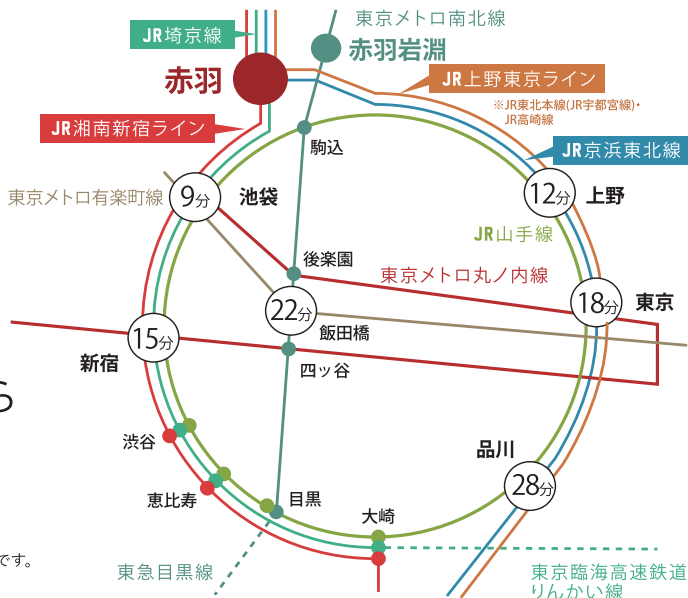 東京メトロ南北線
JR埼京線
赤羽岩淵
赤羽
JR上野東京ライン
※JR東北本線(JR宇都宮線)・
JR高崎線
JR湘南新宿ライン
JR京浜東北線
駒込
東京メトロ有楽町線
9分
池袋
12分
上野
JR山手線
後楽園
東京メトロ丸ノ内線
22分
18分
東京
飯田橋
15分
新宿
四ッ谷
ら
渋谷
品川
28分
恵比寿
目黒
大崎
です。
東急目黒線
東京臨海高速鉄道
りんかい線